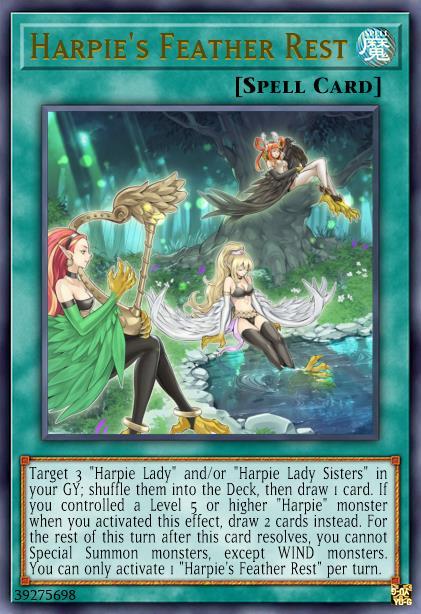 Harpie's Feather Rest
SPELL
魔
[Spell Card]
Target 3 "Harpie Lady" and/or "Harpie Lady Sisters" in
your GY; shuffle them into the Deck, then draw 1 card. If
you controlled a Level 5 or higher "Harpie" monster
when you activated this effect, draw 2 cards instead. For
the rest of this turn after this card resolves, you cannot
Special Summon monsters, except WIND monsters.
You can only activate 1 "Harpie's Feather Rest" per turn.
39275698